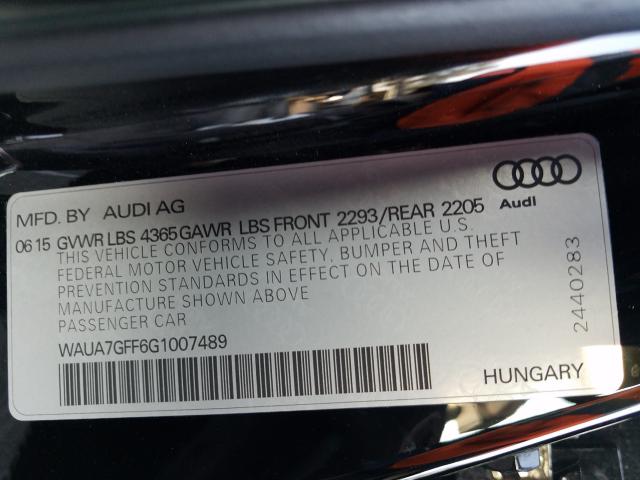 MFD. BY AUDI AG
Audi
06 15 GVWR LBS 4365 GAWR LBS FRONT 2293/REAR 2205
THIS VEHICLE CONFORMS TO ALL APPLICABLE U.S.
FEDERAL MOTOR VEHICLE SAFETY, BUMPER AND THEFT
PREVENTION STANDARDS IN EFFECT ON THE DATE OF
MANUFACTURE SHOWN ABOVE
PASSENGER CAR
WAUA7GFF6G1007489
2440283
HUNGARY